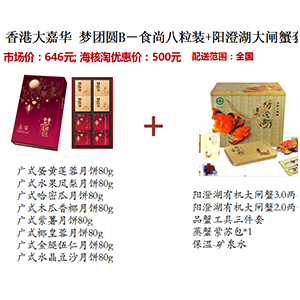 香港大嘉华 梦团圆B－食尚八粒装+阳澄湖大闸蟹套
市场价：646元; 海核淘优惠价：500元 配送范围：全国
广式蛋黄莲蓉月饼80g
广式水果凤梨月饼80g
广式哈密瓜月饼80g
广式木瓜香椰月饼80g
广式紫薯月饼80g
广式椰皇蓉月饼80g
广式金腿伍仁月饼80g
广式水晶豆沙月饼80g
+
阳澄湖有机大闸蟹3.0两
阳澄湖有机大闸蟹2.0两
品蟹工具三件套
蒸蟹紫苏包*1
保温-矿泉水